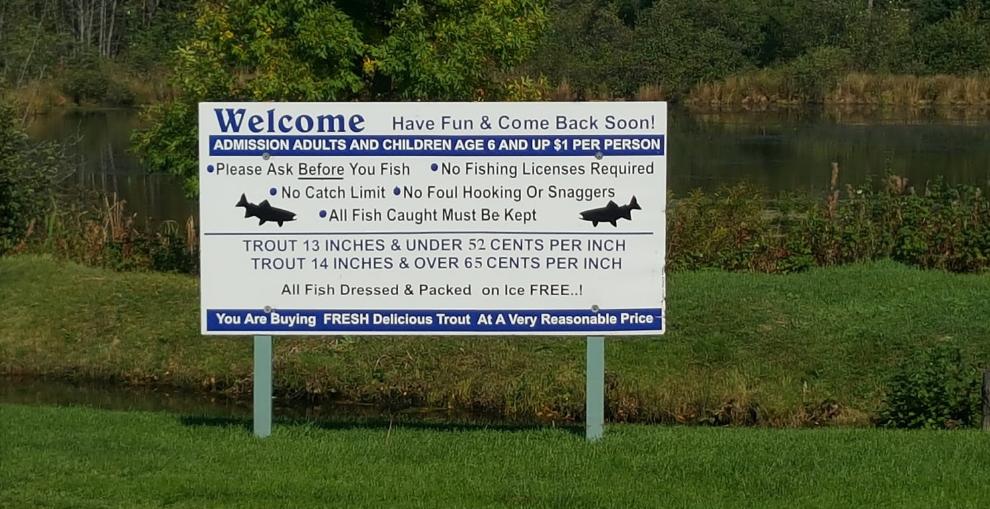 Welcome Have Fun & Come Back Soon!
ADMISSION ADULTS AND CHILDREN AGE 6 AND UP $1 PER PERSON
•Please Ask Before You Fish •No Fishing Licenses Required
•No Catch Limit •No Foul Hooking Or Snaggers
•All Fish Caught Must Be Kept
TROUT 13 INCHES & UNDER 52 CENTS PER INCH
TROUT 14 INCHES & OVER 65 CENTS PER INCH
All Fish Dressed & Packed on Ice FREE..!
You Are Buying FRESH Delicious Trout At A Very Reasonable Price